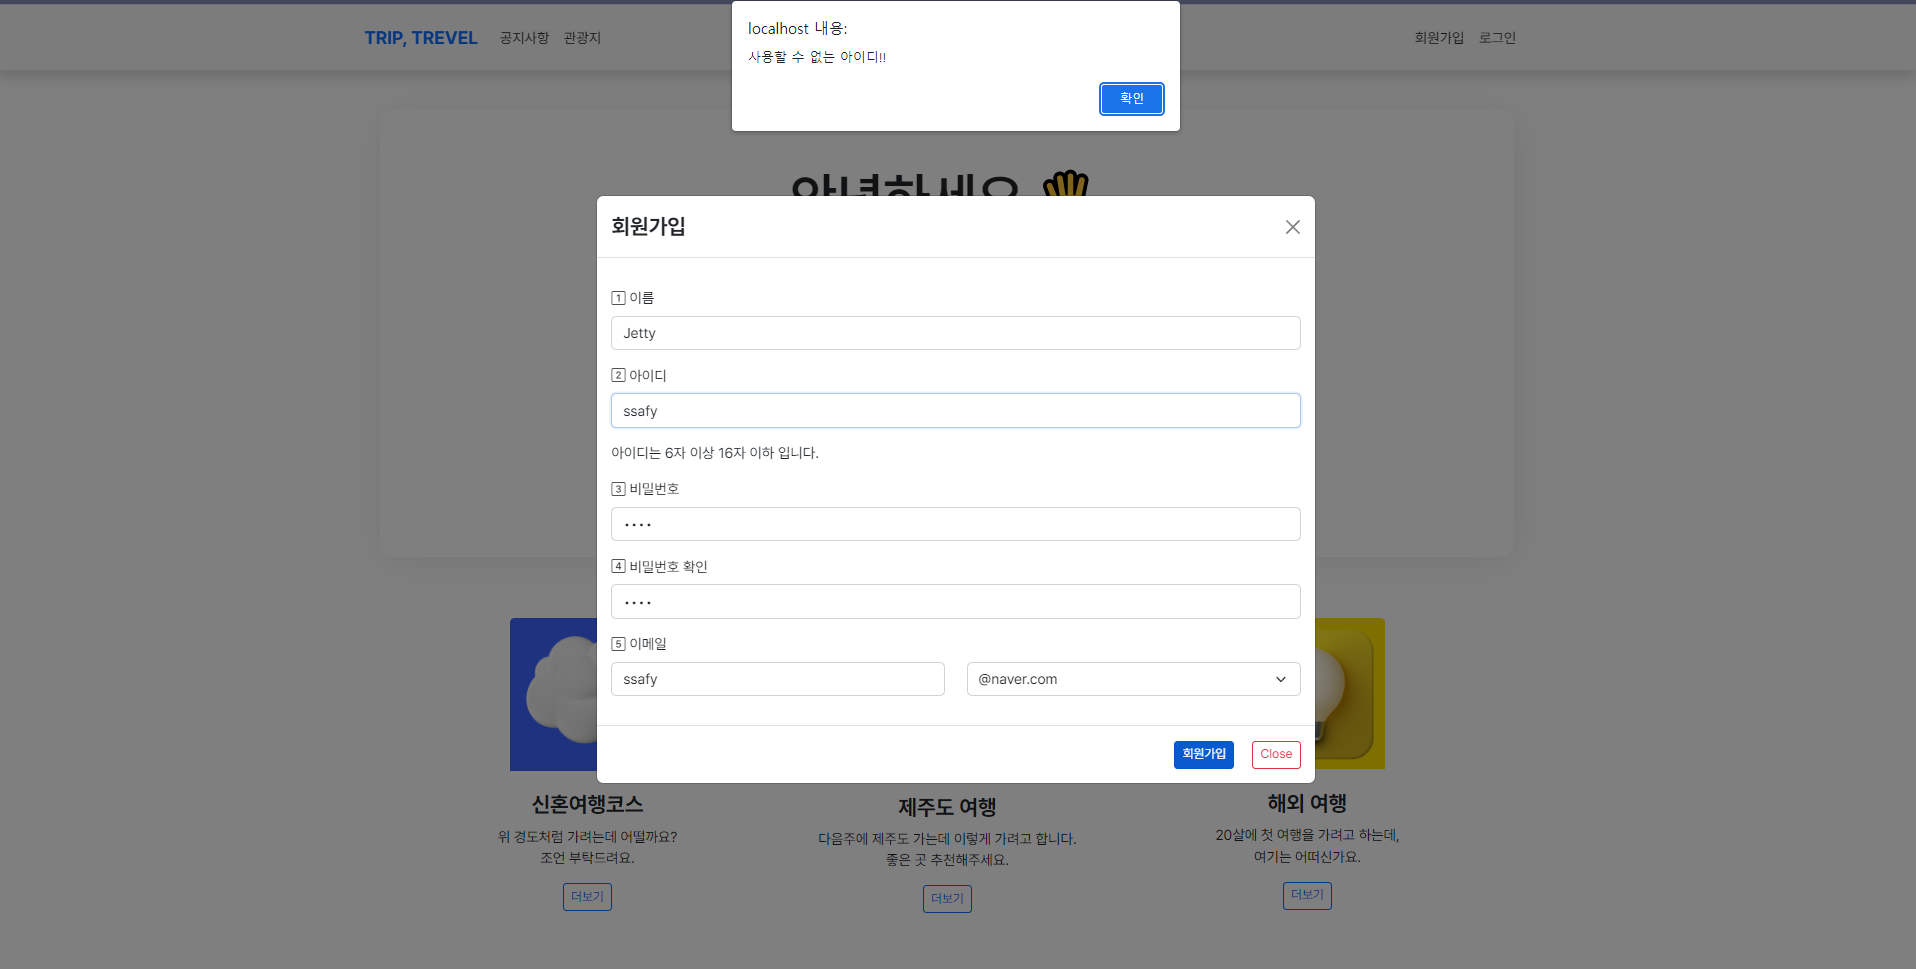 TRIP, TREVEL 공지사항 관광지 회원가입 로그인
localhost 내용:
사용할 수 없는 아이디!!
확인
안녕하세요
회원가입
1 이름
Jetty
2 아이디
ssafy
아이디는 6자 이상 16자 이하 입니다.
3 비밀번호
••••
4 비밀번호 확인
••••
5 이메일
ssafy @naver.com
회원가입 Close
신혼여행코스
위 경도처럼 가려는데 어떨까요?
조언 부탁드려요.
더보기
제주도 여행
다음주에 제주도 가는데 이렇게 가려고 합니다.
좋은 곳 추천해주세요.
더보기
해외 여행
20살에 첫 여행을 가려고 하는데,
여기는 어떠신가요.
더보기